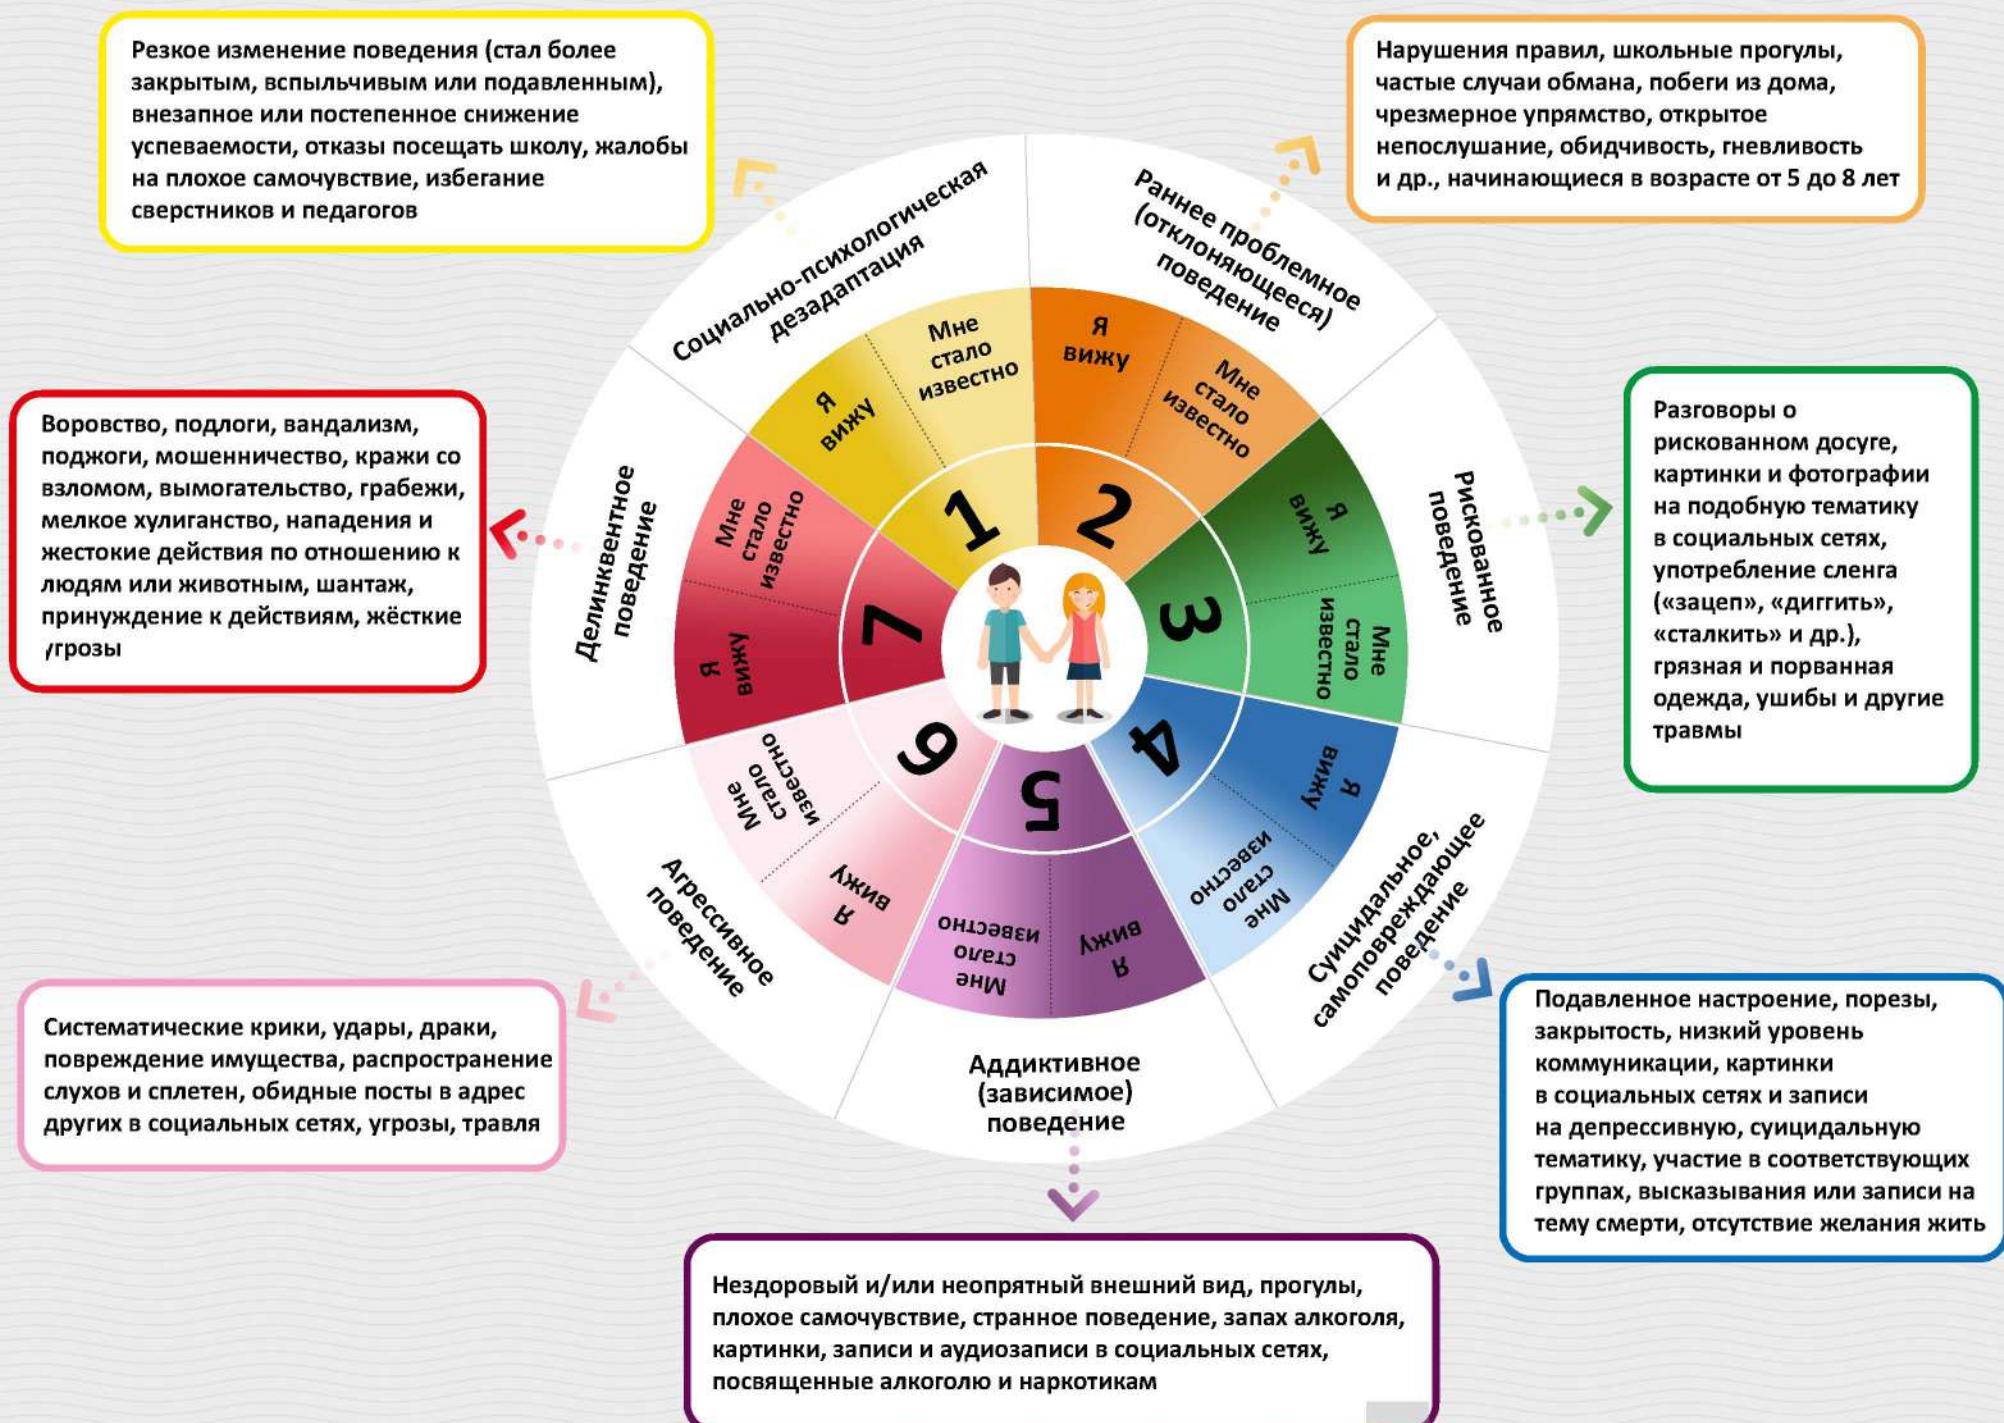 Резкое изменение поведения (стал более
закрытым, вспыльчивым или подавленным),
внезапное или постепенное снижение
успеваемости, отказы посещать школу, жалобы
на плохое самочувствие, избегание
сверстников и педагогов
Нарушения правил, школьные прогулы,
частые случаи обмана, побеги из дома,
чрезмерное упрямство, открытое
непослушание, обидчивость, гневливость
и др., начинающиеся в возрасте от 5 до 8 лет
Социально-психологическая
дезадаптация
Я
вижу
Мне
стало
известно
1
Раннее проблемное
(отклоняющееся)
поведение
Я
вижу
Мне
стало
известно
2
Рискованное
поведение
Я
вижу
Мне
стало
известно
3
Разговоры о
рискованном досуге,
картинки и фотографии
на подобную тематику
в социальных сетях,
употребление сленга
(«зацеп», «диггить»,
«сталкить» и др.),
грязная и порванная
одежда, ушибы и другие
травмы
Суицидальное,
самоповреждающее
поведение
Я
вижу
Мне
стало
известно
4
Подавленное настроение, порезы,
закрытость, низкий уровень
коммуникации, картинки
в социальных сетях и записи
на депрессивную, суицидальную
тематику, участие в соответствующих
группах, высказывания или записи на
тему смерти, отсутствие желания жить
5
Я
вижу
Мне
стало
известно
Аддиктивное
(зависимое)
поведение
Нездоровый и/или неопрятный внешний вид, прогулы,
плохое самочувствие, странное поведение, запах алкоголя,
картинки, записи и аудиозаписи в социальных сетях,
посвященные алкоголю и наркотикам
6
Я
вижу
Мне
стало
известно
Агрессивное
поведение
Систематические крики, удары, драки,
повреждение имущества, распространение
слухов и сплетен, обидные посты в адрес
других в социальных сетях, угрозы, травля
7
Я
вижу
Мне
стало
известно
Делинквентное
поведение
Воровство, подлоги, вандализм,
поджоги, мошенничество, кражи со
взломом, вымогательство, грабежи,
мелкое хулиганство, нападения и
жестокие действия по отношению к
людям или животным, шантаж,
принуждение к действиям, жёсткие
угрозы